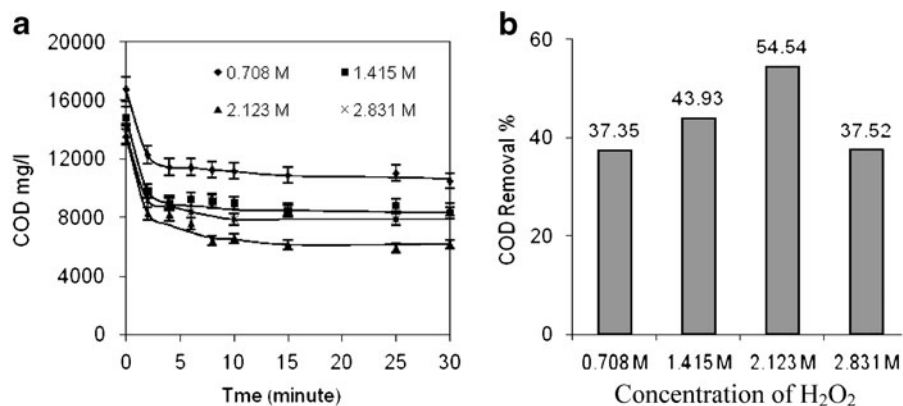 a
20000
16000
12000
8000
4000
0
COD mg/l
0.708 M
1.415 M
2.123 M
2.831 M
0 5 10 15 20 25 30
Tme (minute)
b
60
40
20
0
COD Removal %
37.35
43.93
54.54
37.52
0.708 M 1.415 M 2.123 M 2.831 M
Concentration of H₂O₂